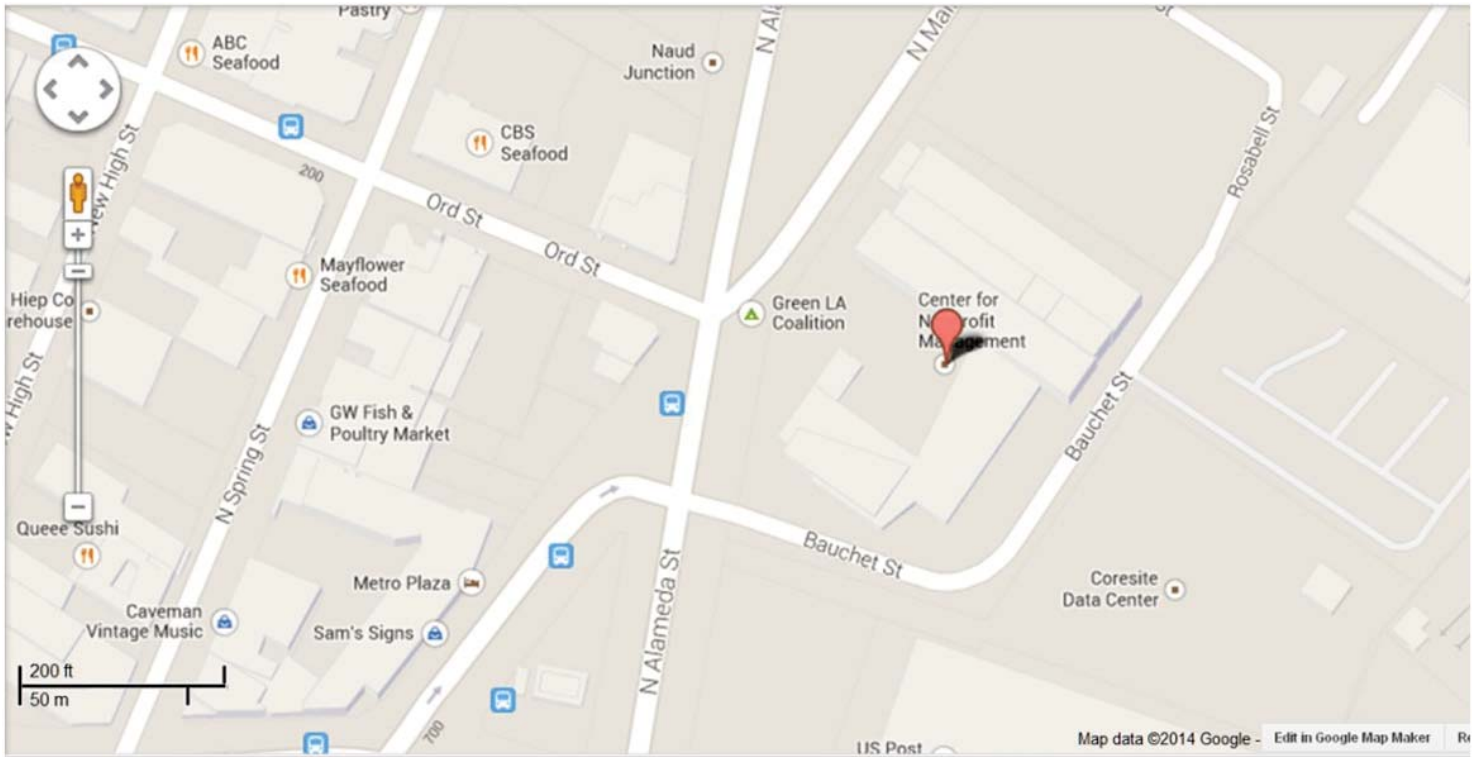 Pastry
ABC
Seafood
Naud
Junction
N Al
N Mai
St
CBS
Seafood
New High St
200
Rosabell St
Ord St
Ord St
Mayflower
Seafood
Hiep Co
rehouse
Green LA
Coalition
Center for
Management
w High St
GW Fish &
Poultry Market
Bauchet St
N Spring St
Queee Sushi
Bauchet St
Metro Plaza
Coresite
Data Center
Caveman
Vintage Music
Sam's Signs
N Alameda St
200 ft
50 m
700
US Post
Map data ©2014 Google - Edit in Google Map Maker Re